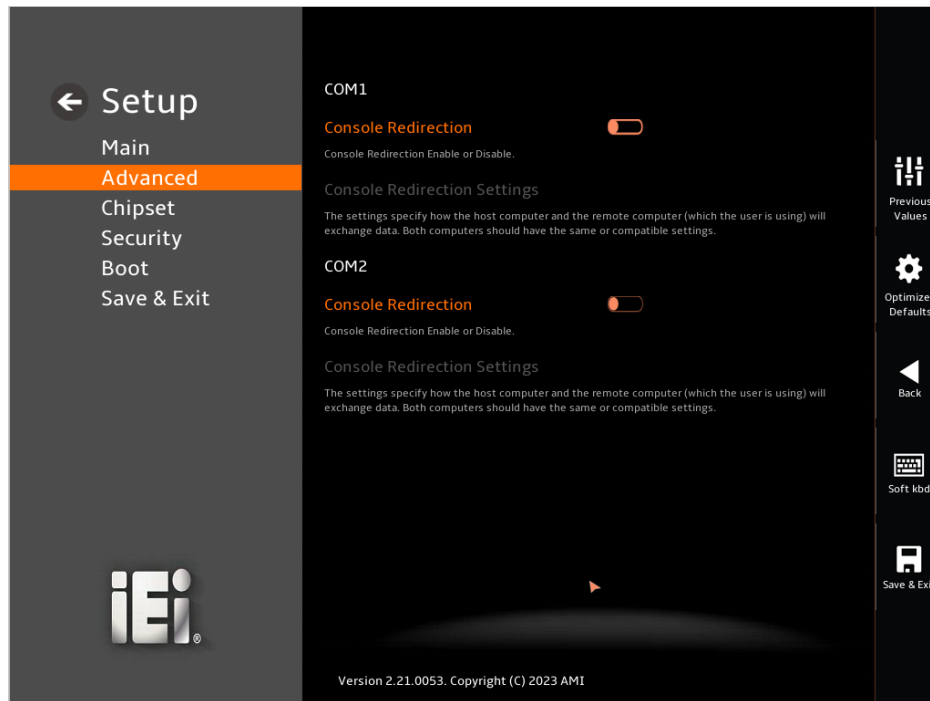 Setup
Main
Advanced
Chipset
Security
Boot
Save & Exit
iEi®
COM1
Console Redirection
Console Redirection Enable or Disable.
Console Redirection Settings
The settings specify how the host computer and the remote computer (which the user is using) will
exchange data. Both computers should have the same or compatible settings.
COM2
Console Redirection
Console Redirection Enable or Disable.
Console Redirection Settings
The settings specify how the host computer and the remote computer (which the user is using) will
exchange data. Both computers should have the same or compatible settings.
Version 2.21.0053. Copyright (C) 2023 AMI
Previous
Values
Optimize
Defaults
Back
Soft kbd
Save & Exi